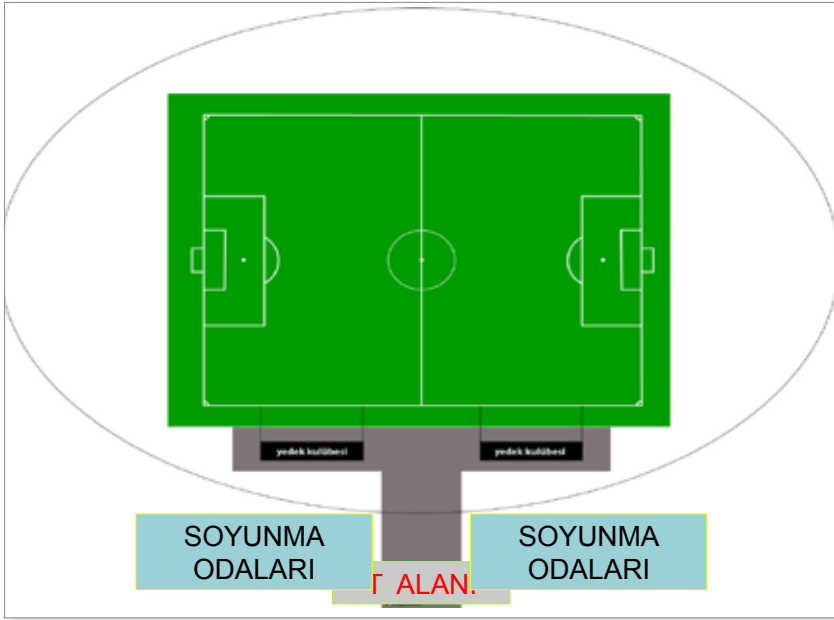 yedek kulübesi yedek kulübesi
SOYUNMA
ODALARI
SOYUNMA
ODALARI
T ALAN